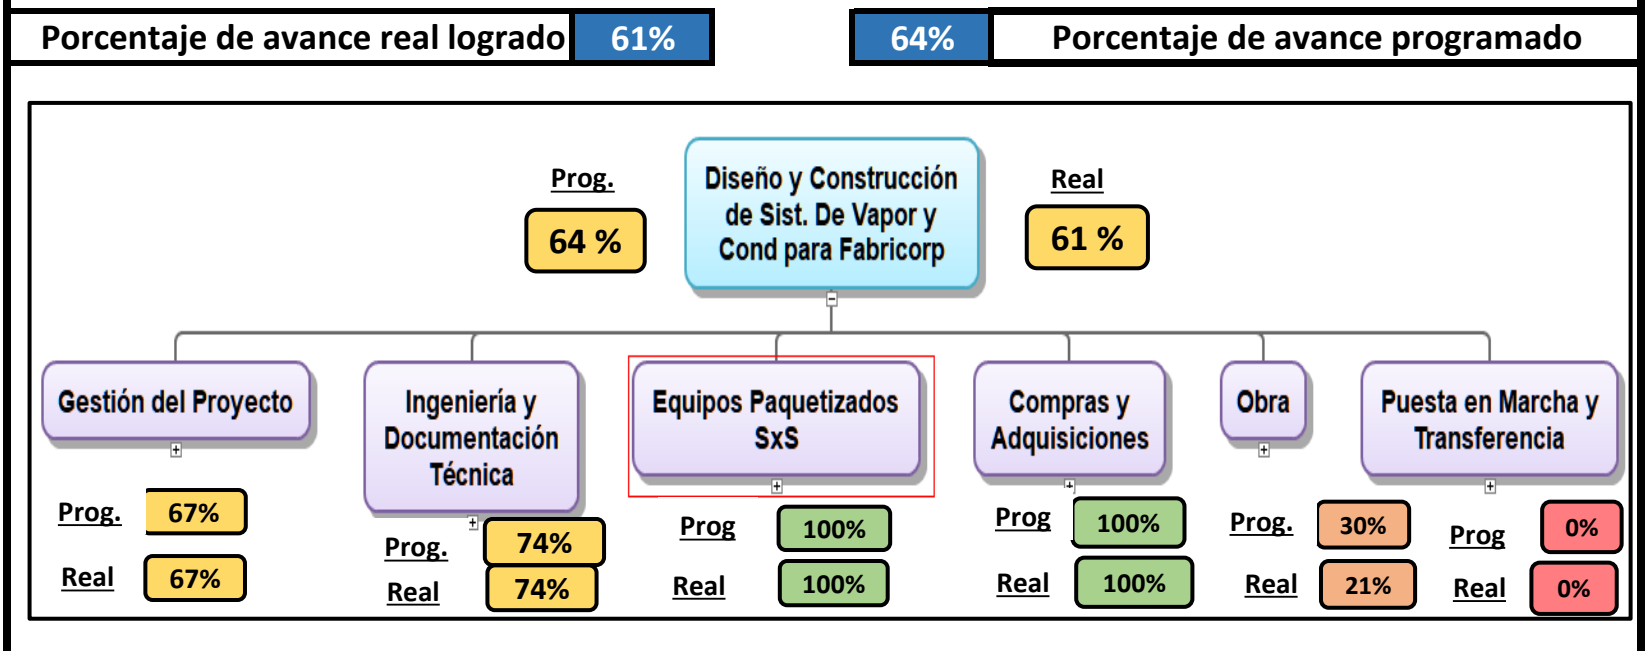 Porcentaje de avance real logrado 61% 64% Porcentaje de avance programado
Prog.
64 %
Diseño y Construcción
de Sist. De Vapor y
Cond para Fabricorp
Real
61 %
Gestión del Proyecto
Prog. 67%
Real 67%
Ingeniería y
Documentación
Técnica
Prog. 74%
Real 74%
Equipos Paquetizados
SxS
Prog 100%
Real 100%
Compras y
Adquisiciones
Prog 100%
Real 100%
Obra
Prog. 30%
Real 21%
Puesta en Marcha y
Transferencia
Prog 0%
Real 0%